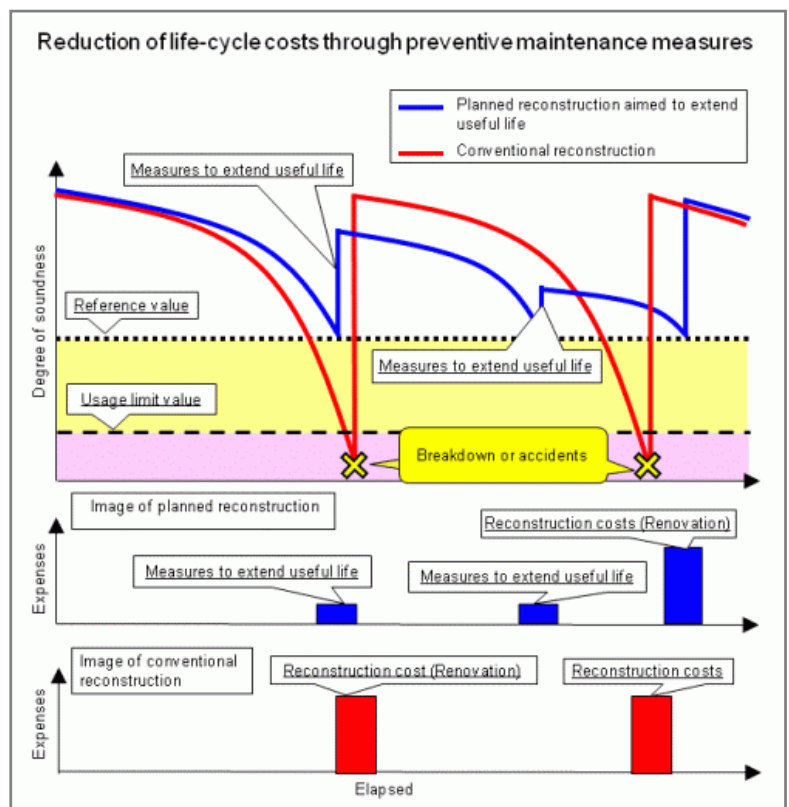 Reduction of life-cycle costs through preventive maintenance measures
Planned reconstruction aimed to extend
useful life
Conventional reconstruction
Measures to extend useful life
Degree of soundness
Reference value
Measures to extend useful life
Usage limit value
Breakdown or accidents
Image of planned reconstruction
Reconstruction costs (Renovation)
Expenses
Measures to extend useful life
Measures to extend useful life
Image of conventional
reconstruction
Reconstruction cost (Renovation)
Reconstruction costs
Expenses
Elapsed